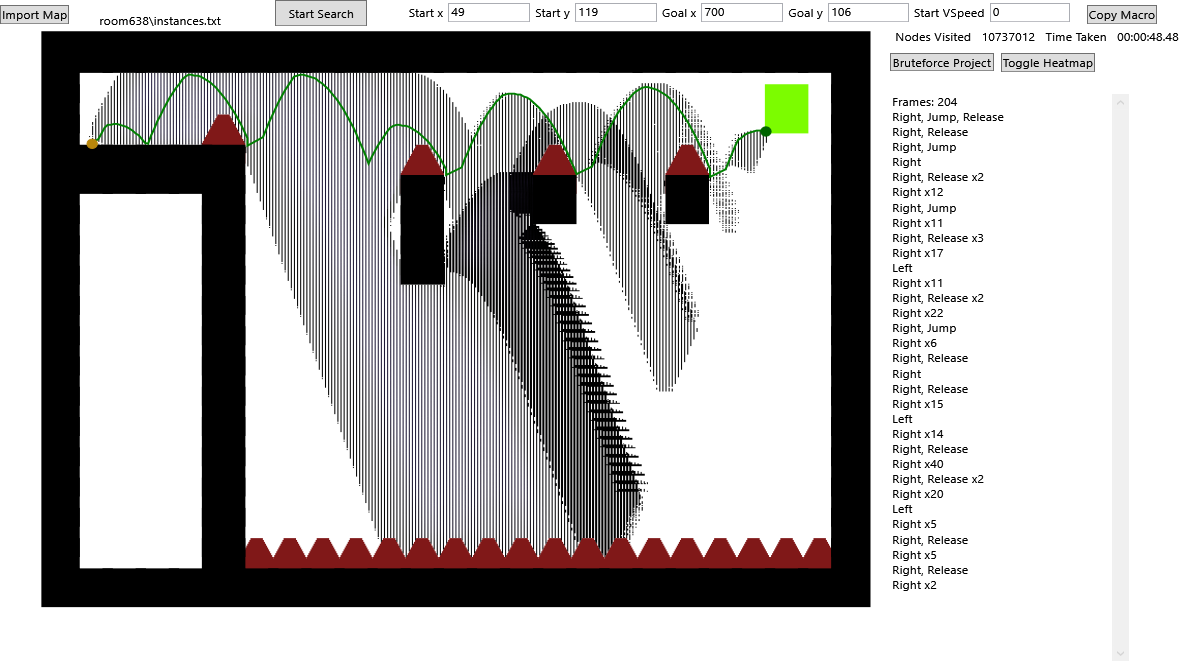 Import Map
room638\instances.txt
Start Search
Start x 49 Start y 119 Goal x 700 Goal y 106 Start VSpeed 0
Copy Macro
Nodes Visited 10737012 Time Taken 00:00:48.48
Bruteforce Project Toggle Heatmap
Frames: 204
Right, Jump, Release
Right, Release
Right, Jump
Right
Right, Release x2
Right x12
Right, Jump
Right x11
Right, Release x3
Right x17
Left
Right x11
Right, Release x2
Right x22
Right, Jump
Right x6
Right, Release
Right
Right, Release
Right x15
Left
Right x14
Right, Release
Right x40
Right, Release x2
Right x20
Left
Right x5
Right, Release
Right x5
Right, Release
Right x2